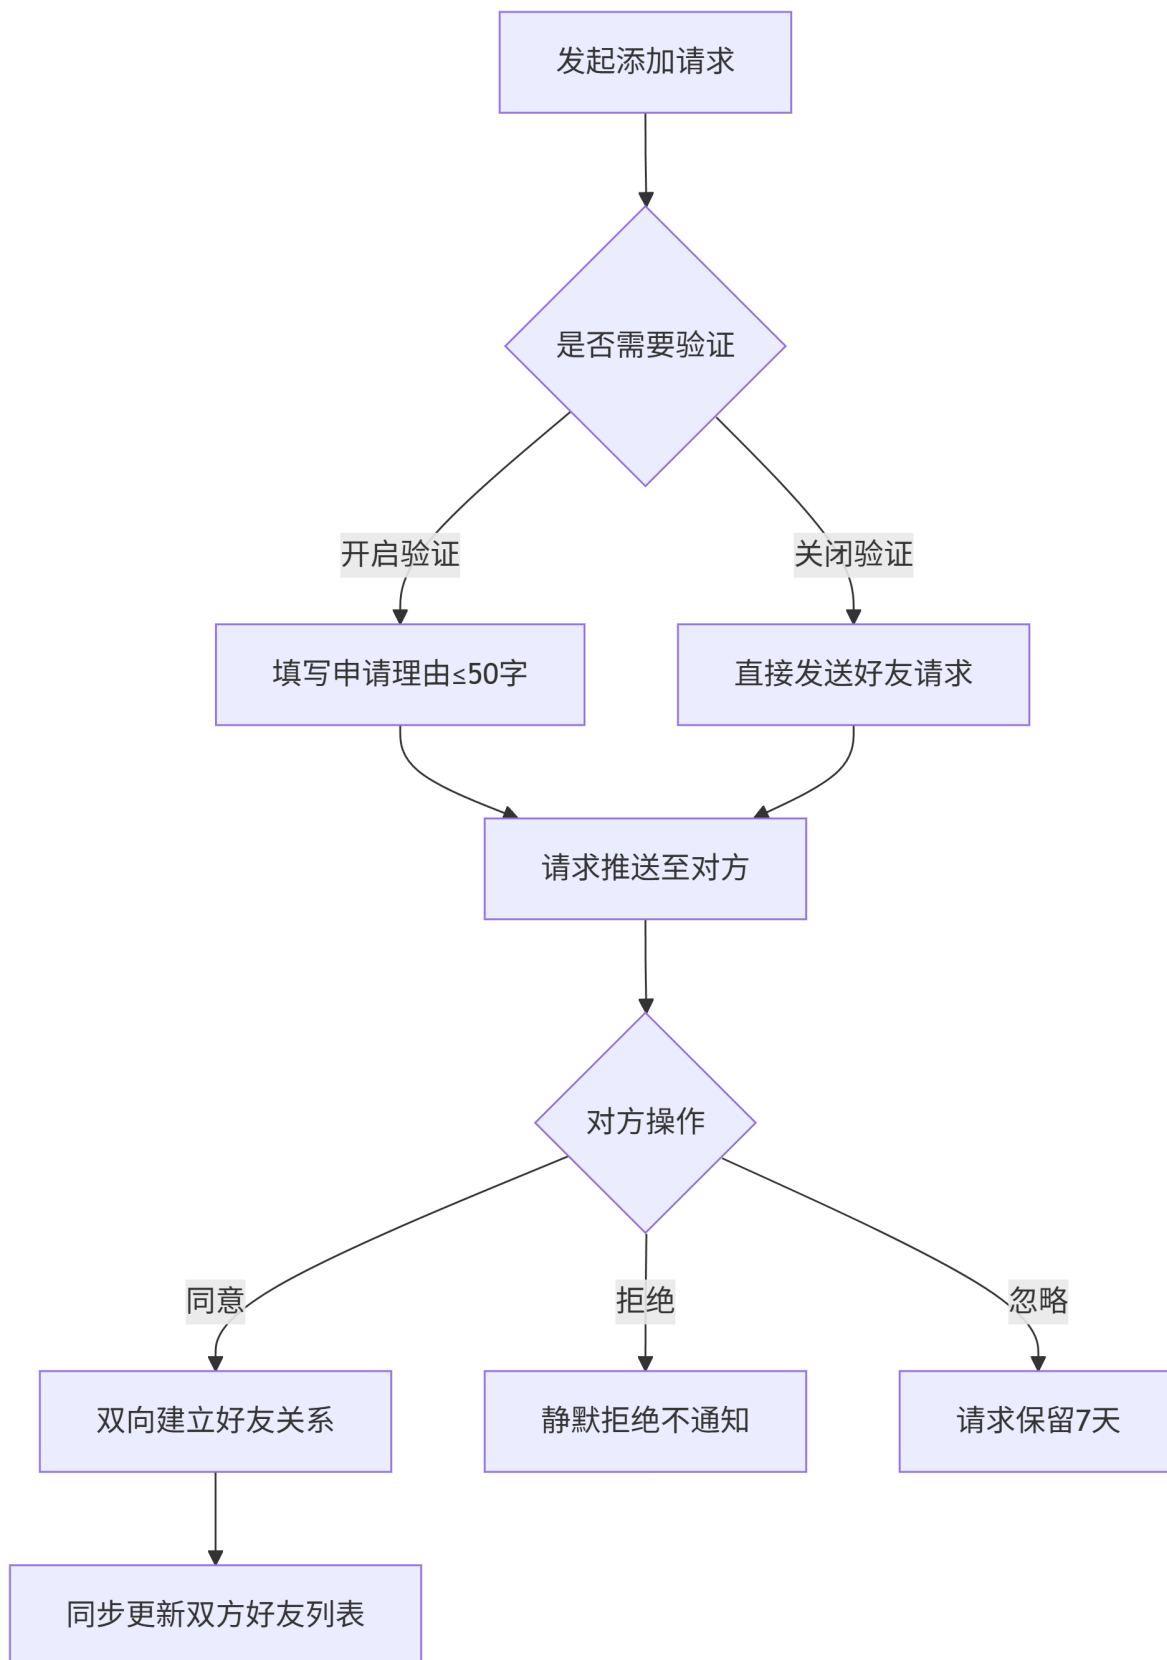 发起添加请求
是否需要验证
开启验证
关闭验证
填写申请理由≤50字
直接发送好友请求
请求推送至对方
对方操作
同意
拒绝
忽略
双向建立好友关系
静默拒绝不通知
请求保留7天
同步更新双方好友列表